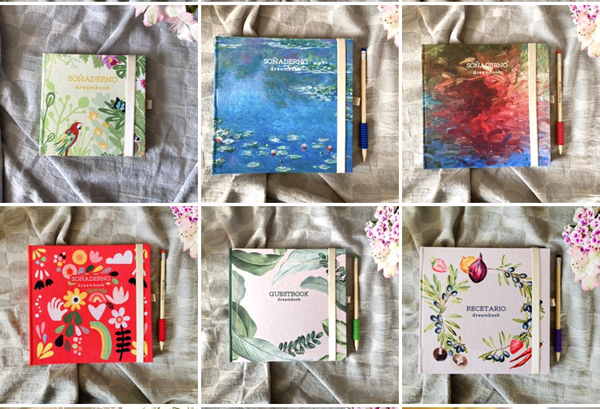 SOÑADERNO
dreambook
SOÑADERNO
dreambook
SOÑADERNO
dreambook
SOÑADERNO
dreambook
GUESTBOOK
dreambook
RECETARIO
dreambook